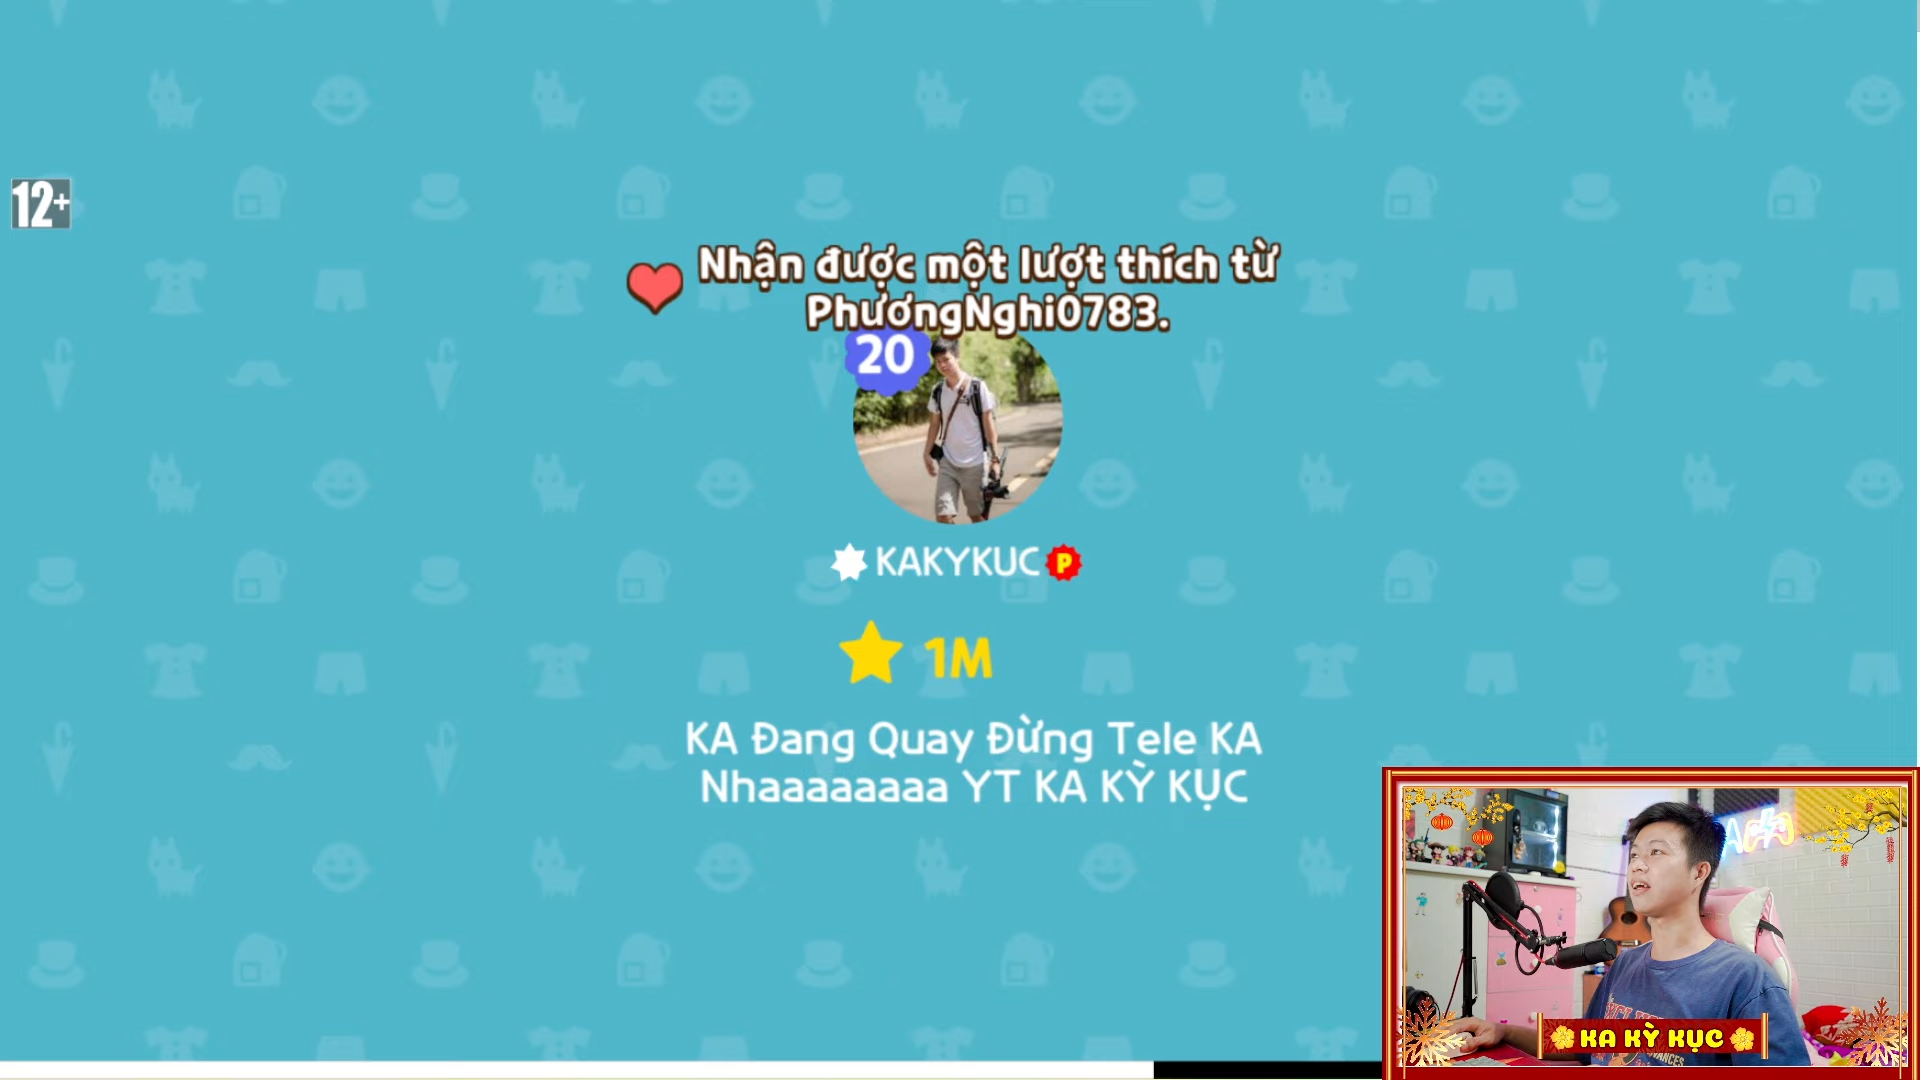 12+
Nhận được một lượt thích từ
PhươngNghi0783.
20
KAKYKUC P
1M
KA Đang Quay Đừng Tele KA
Nhaaaaaaaa YT KA KỲ KỤC
KA KỲ KỤC